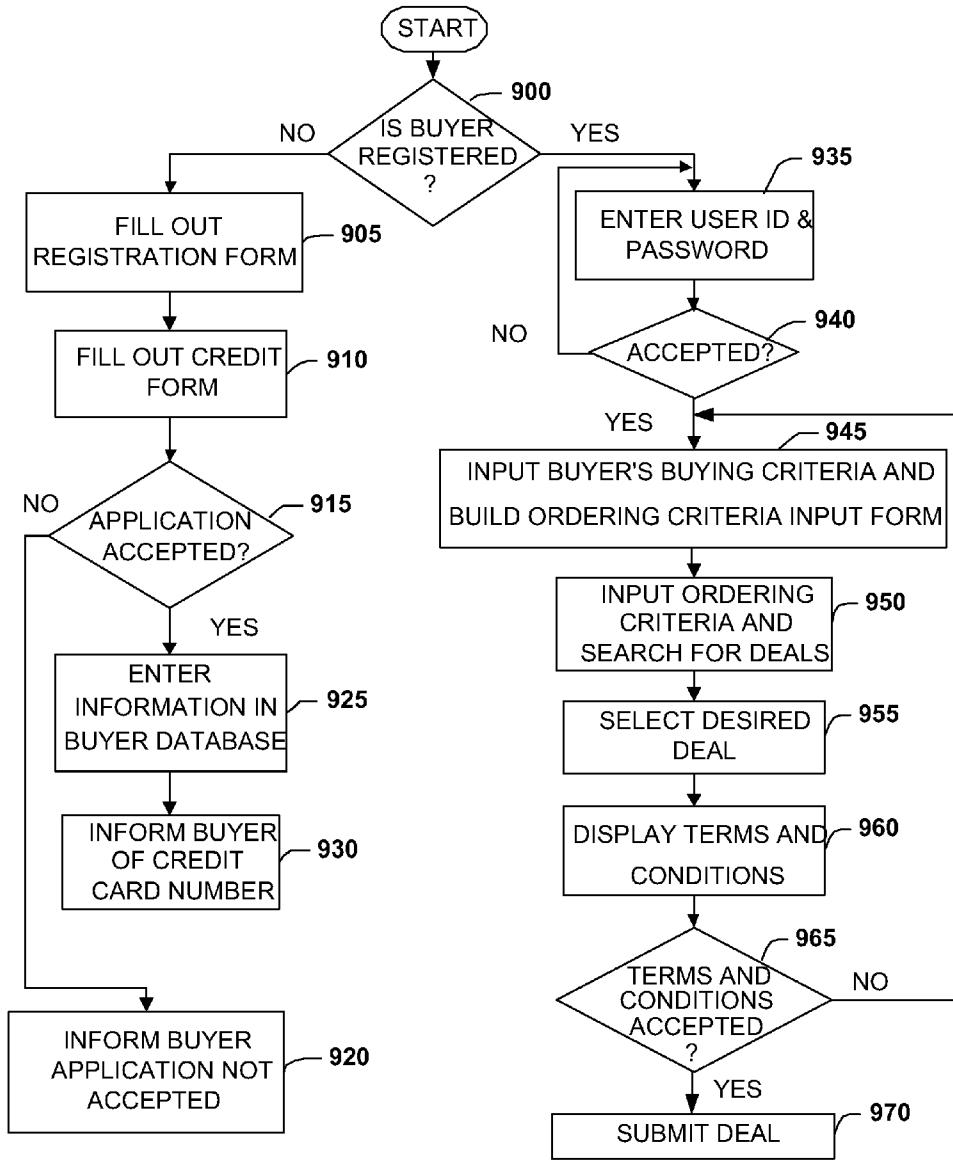 START
900
IS BUYER
REGISTERED
?
NO
YES
FILL OUT
REGISTRATION FORM
905
FILL OUT CREDIT
FORM
910
NO
APPLICATION
ACCEPTED?
915
YES
ENTER
INFORMATION IN
BUYER DATABASE
925
INFORM BUYER
OF CREDIT
CARD NUMBER
930
INFORM BUYER
APPLICATION NOT
ACCEPTED
920
935
ENTER USER ID &
PASSWORD
NO
ACCEPTED?
940
YES
945
INPUT BUYER'S BUYING CRITERIA AND
BUILD ORDERING CRITERIA INPUT FORM
INPUT ORDERING
CRITERIA AND
SEARCH FOR DEALS
950
SELECT DESIRED
DEAL
955
DISPLAY TERMS AND
CONDITIONS
960
965
TERMS AND
CONDITIONS
ACCEPTED
?
NO
YES
SUBMIT DEAL
970